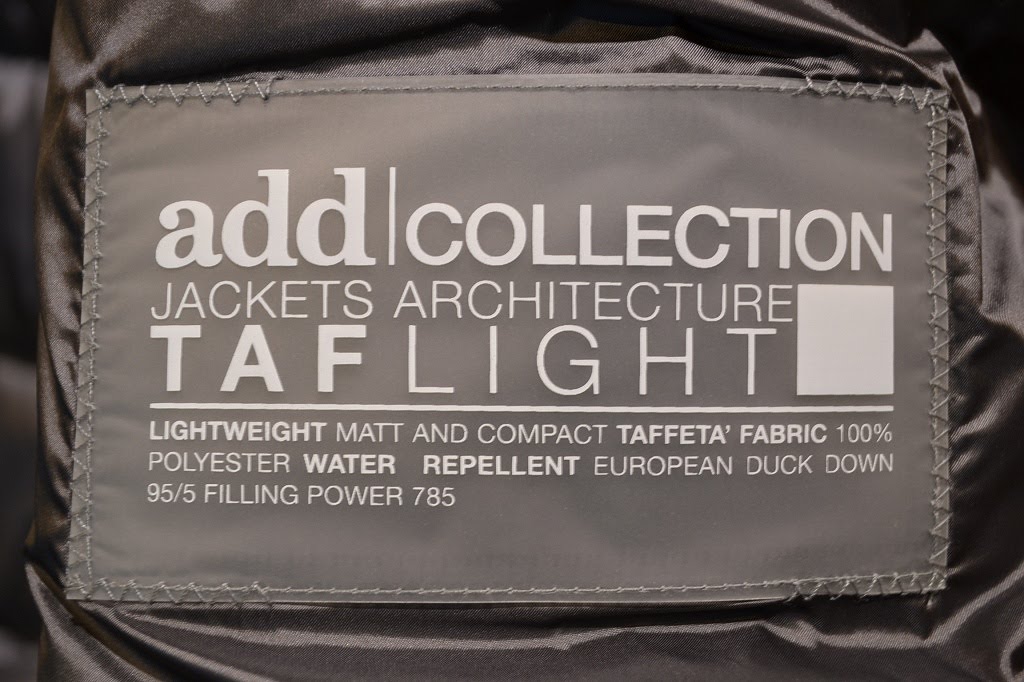 add|COLLECTION
JACKETS ARCHITECTURE
TAFLIGHT
LIGHTWEIGHT MATT AND COMPACT TAFFETA' FABRIC 100%
POLYESTER WATER REPELLENT EUROPEAN DUCK DOWN
95/5 FILLING POWER 785